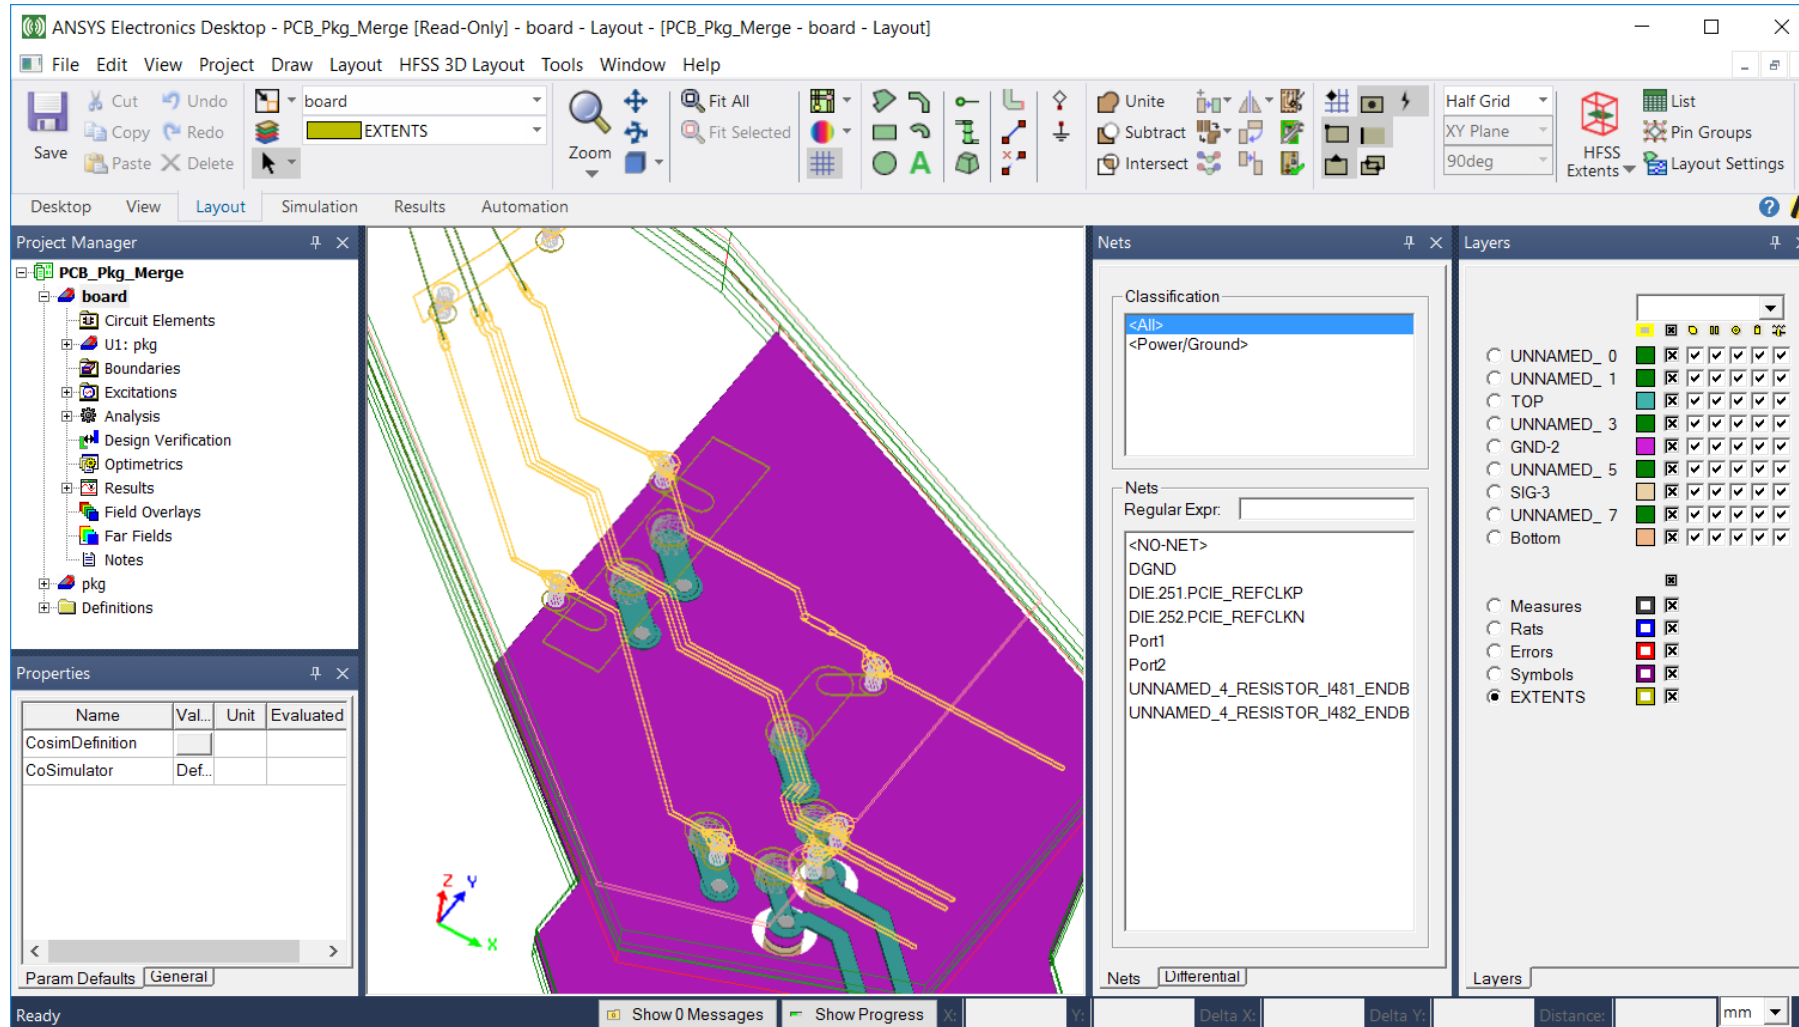 ANSYS Electronics Desktop - PCB_Pkg_Merge [Read-Only] - board - Layout - [PCB_Pkg_Merge - board - Layout]
File Edit View Project Draw Layout HFSS 3D Layout Tools Window Help
Save
Cut
Copy
Paste
Undo
Redo
Delete
board
EXTENTS
Zoom
Fit All
Fit Selected
A
Unite
Subtract
Intersect
Half Grid
XY Plane
90deg
HFSS
Extents
List
Pin Groups
Layout Settings
Desktop View Layout Simulation Results Automation
?
Project Manager
PCB_Pkg_Merge
board
Circuit Elements
U1: pkg
Boundaries
Excitations
Analysis
Design Verification
Optimetrics
Results
Field Overlays
Far Fields
Notes
pkg
Definitions
Properties
Name Val... Unit Evaluated
CosimDefinition
CoSimulator Def...
Param Defaults General
Z Y
X
Nets
Classification
<All>
<Power/Ground>
Nets
Regular Expr:
<NO-NET>
DGND
DIE.251.PCIE_REFCLKP
DIE.252.PCIE_REFCLKN
Port1
Port2
UNNAMED_4_RESISTOR_I481_ENDB
UNNAMED_4_RESISTOR_I482_ENDB
Nets Differential
Layers
UNNAMED_ 0
UNNAMED_ 1
TOP
UNNAMED_ 3
GND-2
UNNAMED_ 5
SIG-3
UNNAMED_ 7
Bottom
Measures
Rats
Errors
Symbols
EXTENTS
Layers
Ready Show 0 Messages Show Progress X: Y: Delta X: Delta Y: Distance: mm